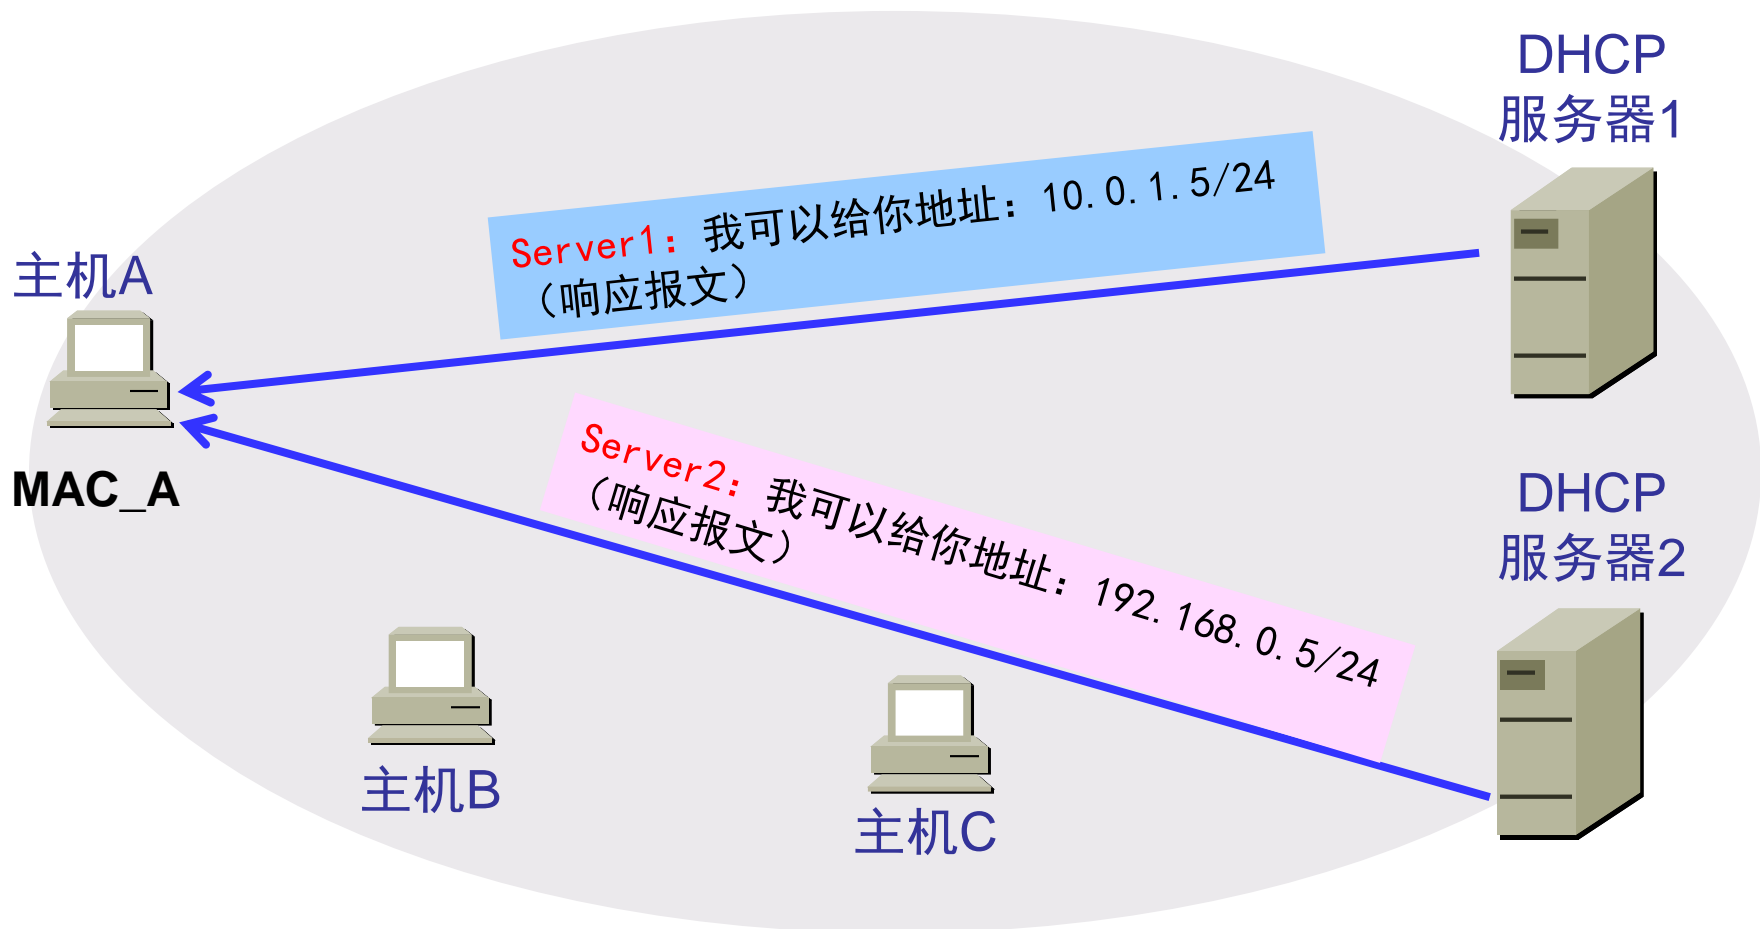 DHCP
服务器1
Server1：我可以给你地址：10.0.1.5/24
（响应报文）
主机A
MAC_A
Server2：我可以给你地址：192.168.0.5/24
（响应报文）
DHCP
服务器2
主机B
主机C